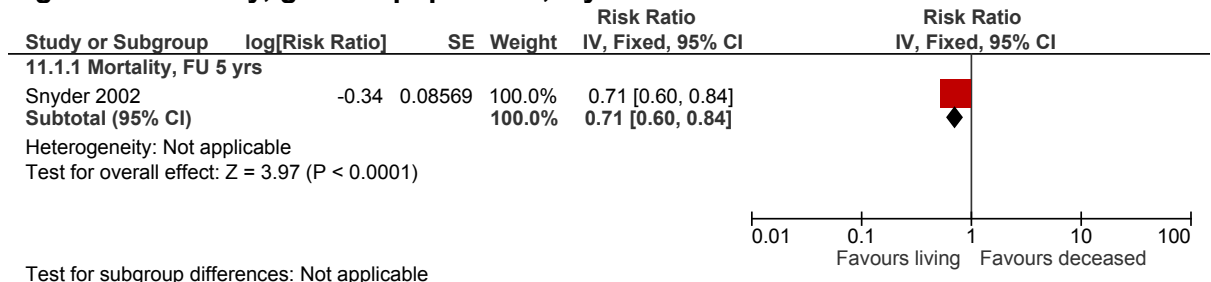 Risk Ratio Risk Ratio
Study or Subgroup log[Risk Ratio] SE Weight IV, Fixed, 95% CI IV, Fixed, 95% CI
11.1.1 Mortality, FU 5 yrs
Snyder 2002 -0.34 0.08569 100.0% 0.71 [0.60, 0.84]
Subtotal (95% CI) 100.0% 0.71 [0.60, 0.84]
Heterogeneity: Not applicable
Test for overall effect: Z = 3.97 (P < 0.0001)
0.01 0.1 1 10 100
Favours living Favours deceased
Test for subgroup differences: Not applicable